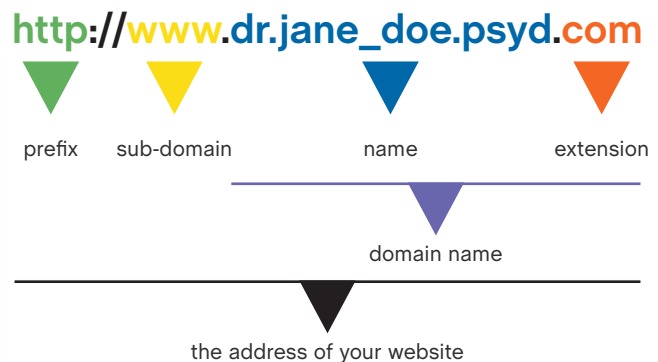 http://www.dr.jane_doe.psyd.com
prefix sub-domain name extension
domain name
the address of your website